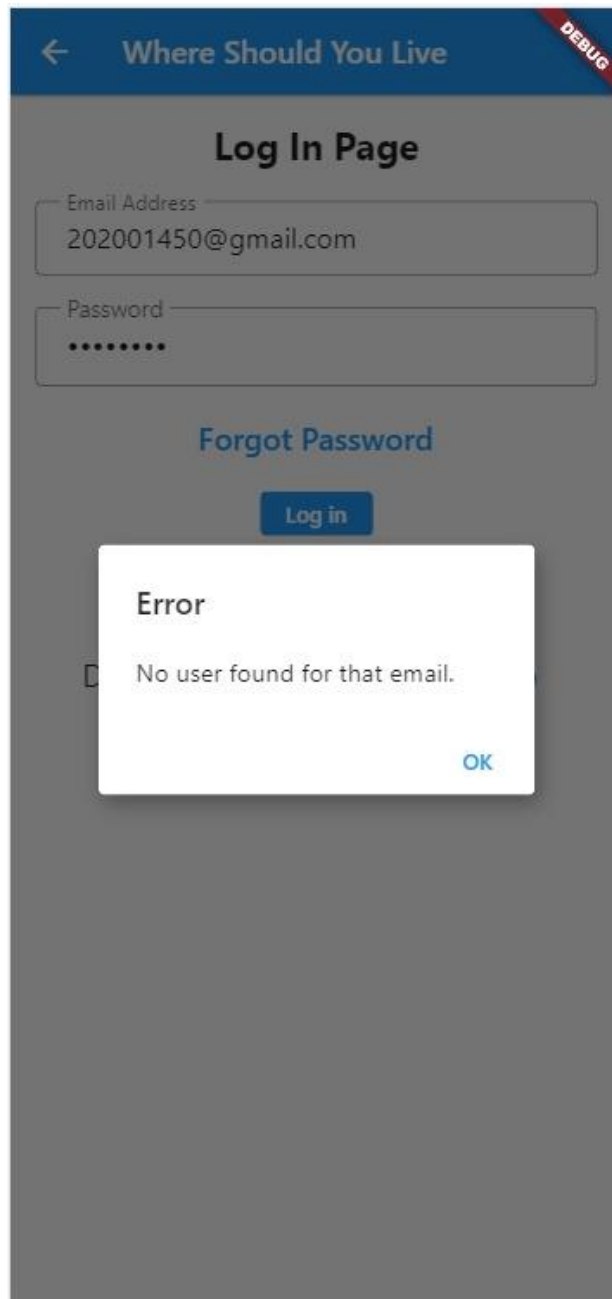 ← Where Should You Live
DEBUG
Log In Page
Email Address
202001450@gmail.com
Password
••••••••
Forgot Password
Log in
Error
No user found for that email.
OK